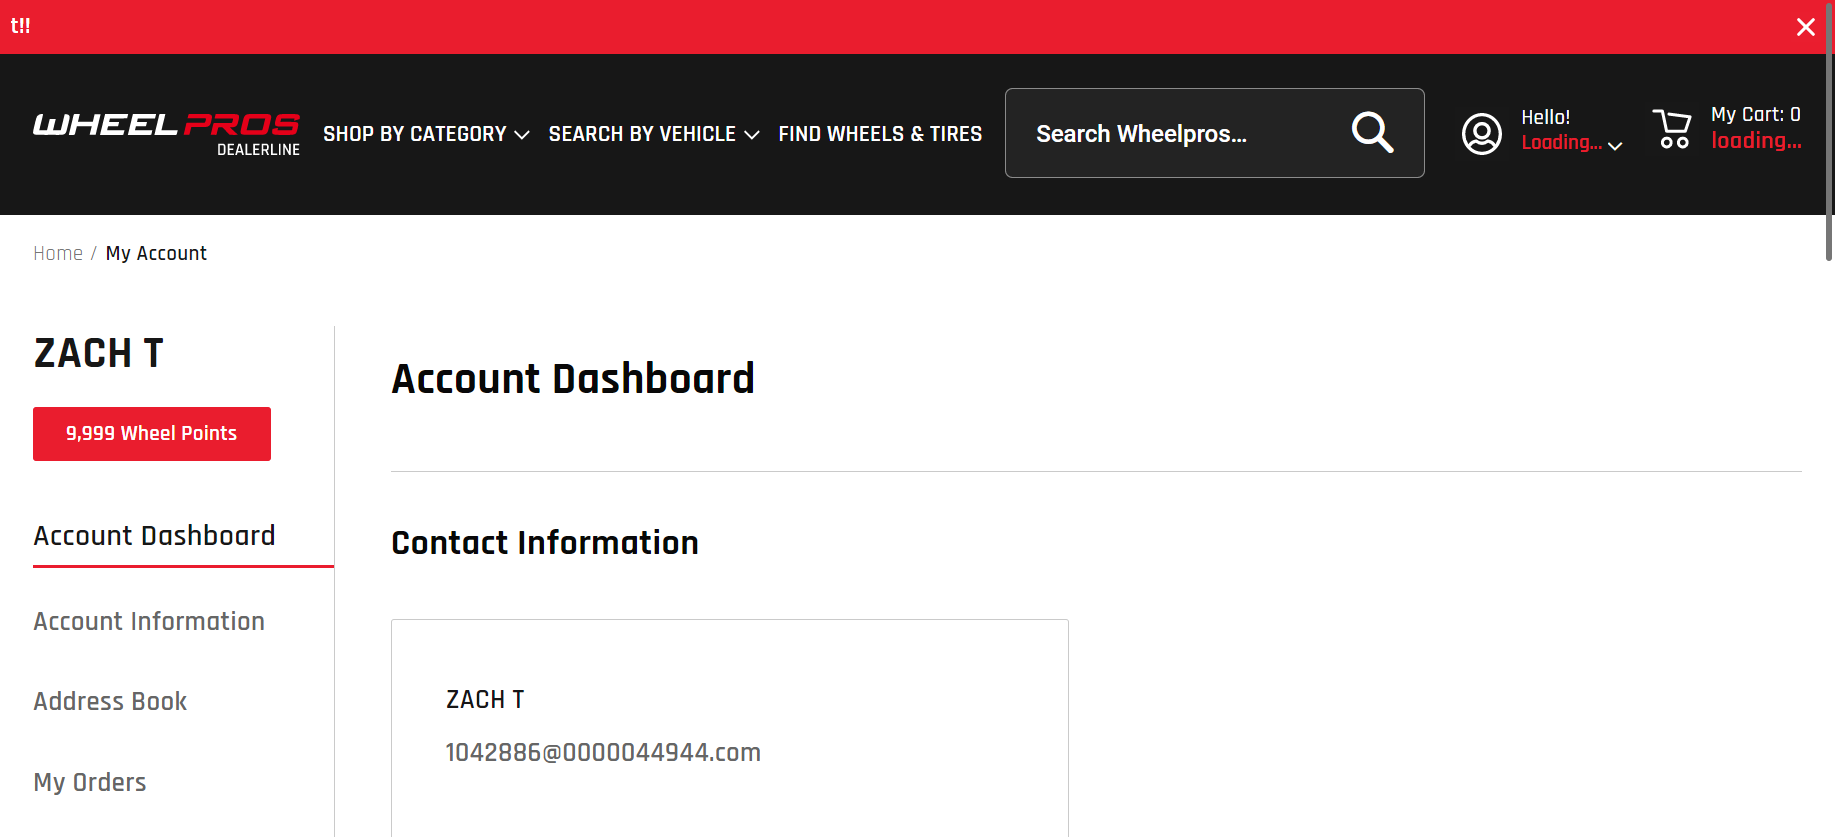 t!!
WHEEL PROS
DEALERLINE
SHOP BY CATEGORY
SEARCH BY VEHICLE
FIND WHEELS & TIRES
Search Wheelpros...
Hello!
Loading...
My Cart: 0
loading...
Home / My Account
ZACH T
9,999 Wheel Points
Account Dashboard
Account Information
Address Book
My Orders
Account Dashboard
Contact Information
ZACH T
1042886@0000044944.com